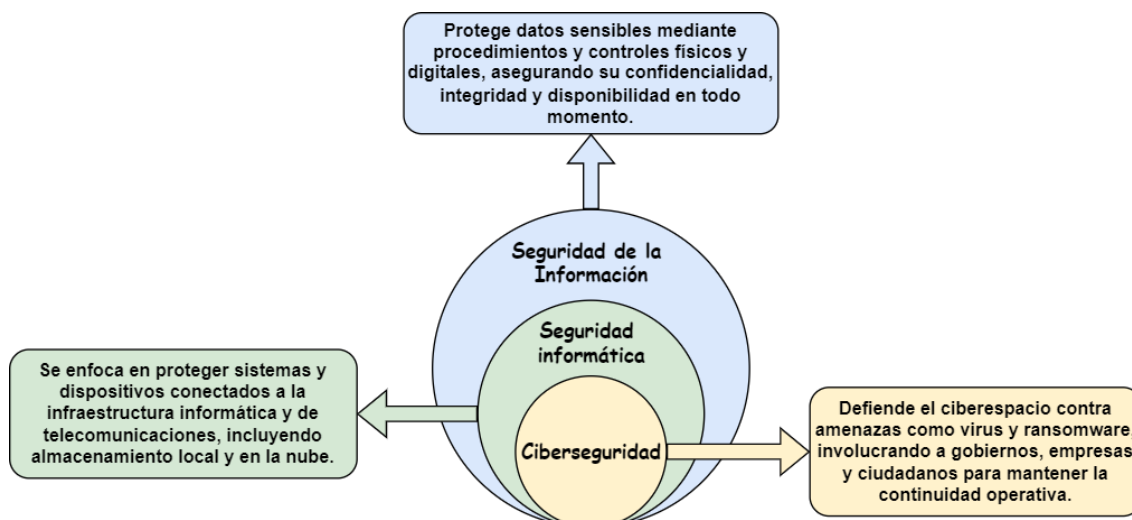 Protege datos sensibles mediante
procedimientos y controles físicos y
digitales, asegurando su confidencialidad,
integridad y disponibilidad en todo
momento.
Seguridad de la
Información
Seguridad
informática
Ciberseguridad
Se enfoca en proteger sistemas y
dispositivos conectados a la
infraestructura informática y de
telecomunicaciones, incluyendo
almacenamiento local y en la nube.
Defiende el ciberespacio contra
amenazas como virus y ransomware,
involucrando a gobiernos, empresas
y ciudadanos para mantener la
continuidad operativa.